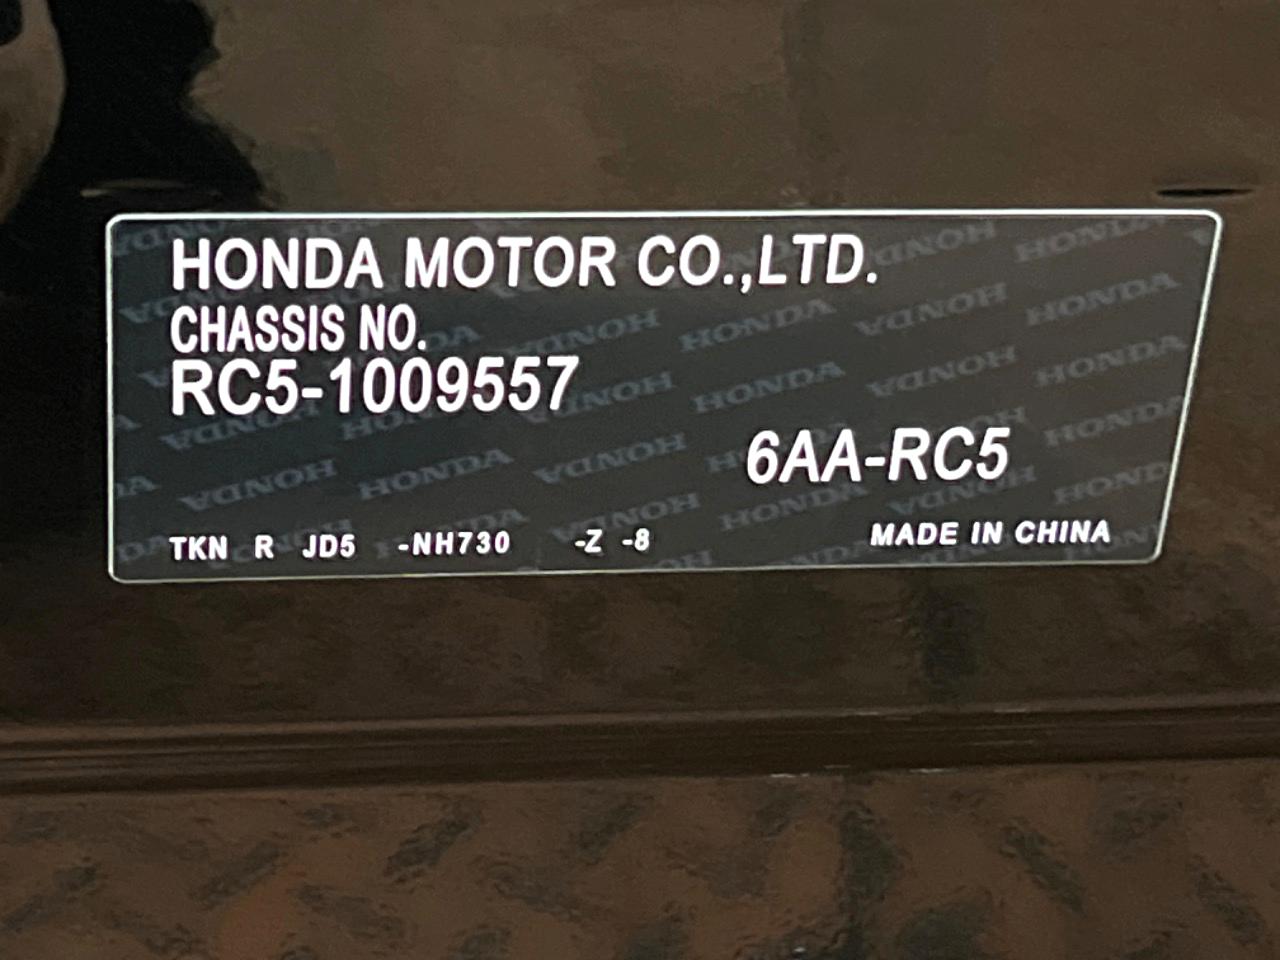 HONDA MOTOR CO.,LTD.
CHASSIS NO.
RC5-1009557
6AA-RC5
TKN R JD5 -NH730 -Z -8
MADE IN CHINA